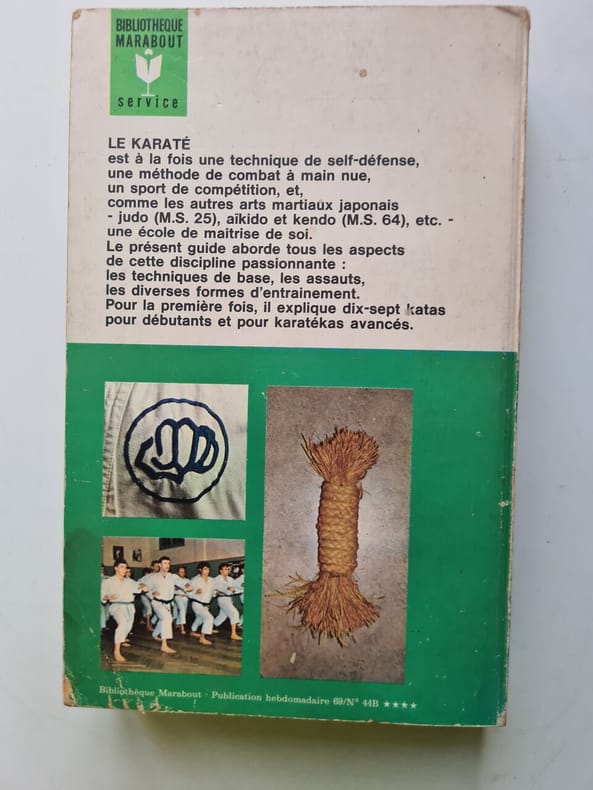 BIBLIOTHEQUE
MARABOUT
service
LE KARATÉ
est à la fois une technique de self-défense,
une méthode de combat à main nue,
un sport de compétition, et,
comme les autres arts martiaux japonais
- judo (M.S. 25), aïkido et kendo (M.S. 64), etc. -
une école de maîtrise de soi.
Le présent guide aborde tous les aspects
de cette discipline passionnante :
les techniques de base, les assauts,
les diverses formes d'entrainement.
Pour la première fois, il explique dix-sept katas
pour débutants et pour karatékas avancés.
Bibliothèque Marabout · Publication hebdomadaire 69/N° 44B ★★★★